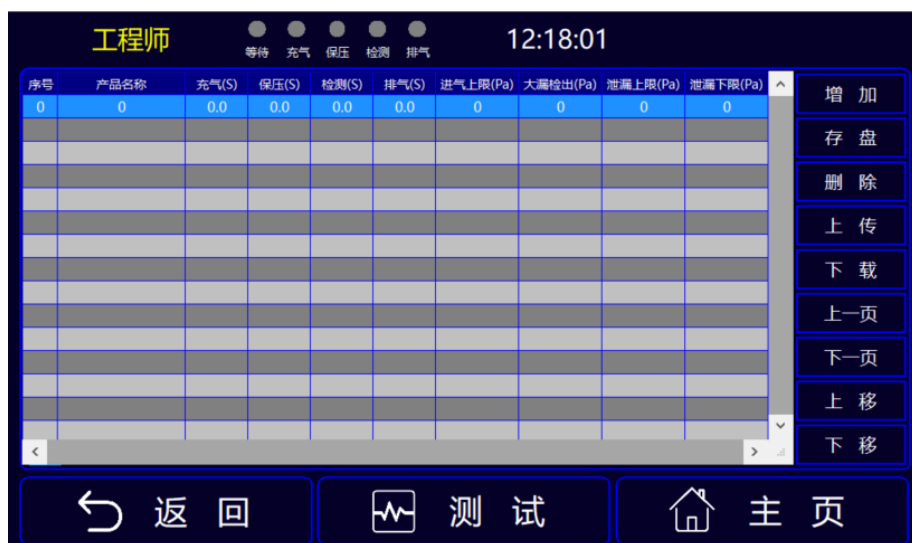 工程师 12:18:01
等待 充气 保压 检测 排气
序号 产品名称 充气(S) 保压(S) 检测(S) 排气(S) 进气上限(Pa) 大漏检出(Pa) 泄漏上限(Pa) 泄漏下限(Pa)
0 0 0.0 0.0 0.0 0.0 0 0 0 0
增 加
存 盘
删 除
上 传
下 载
上一页
下一页
上 移
下 移
返 回 测 试 主 页